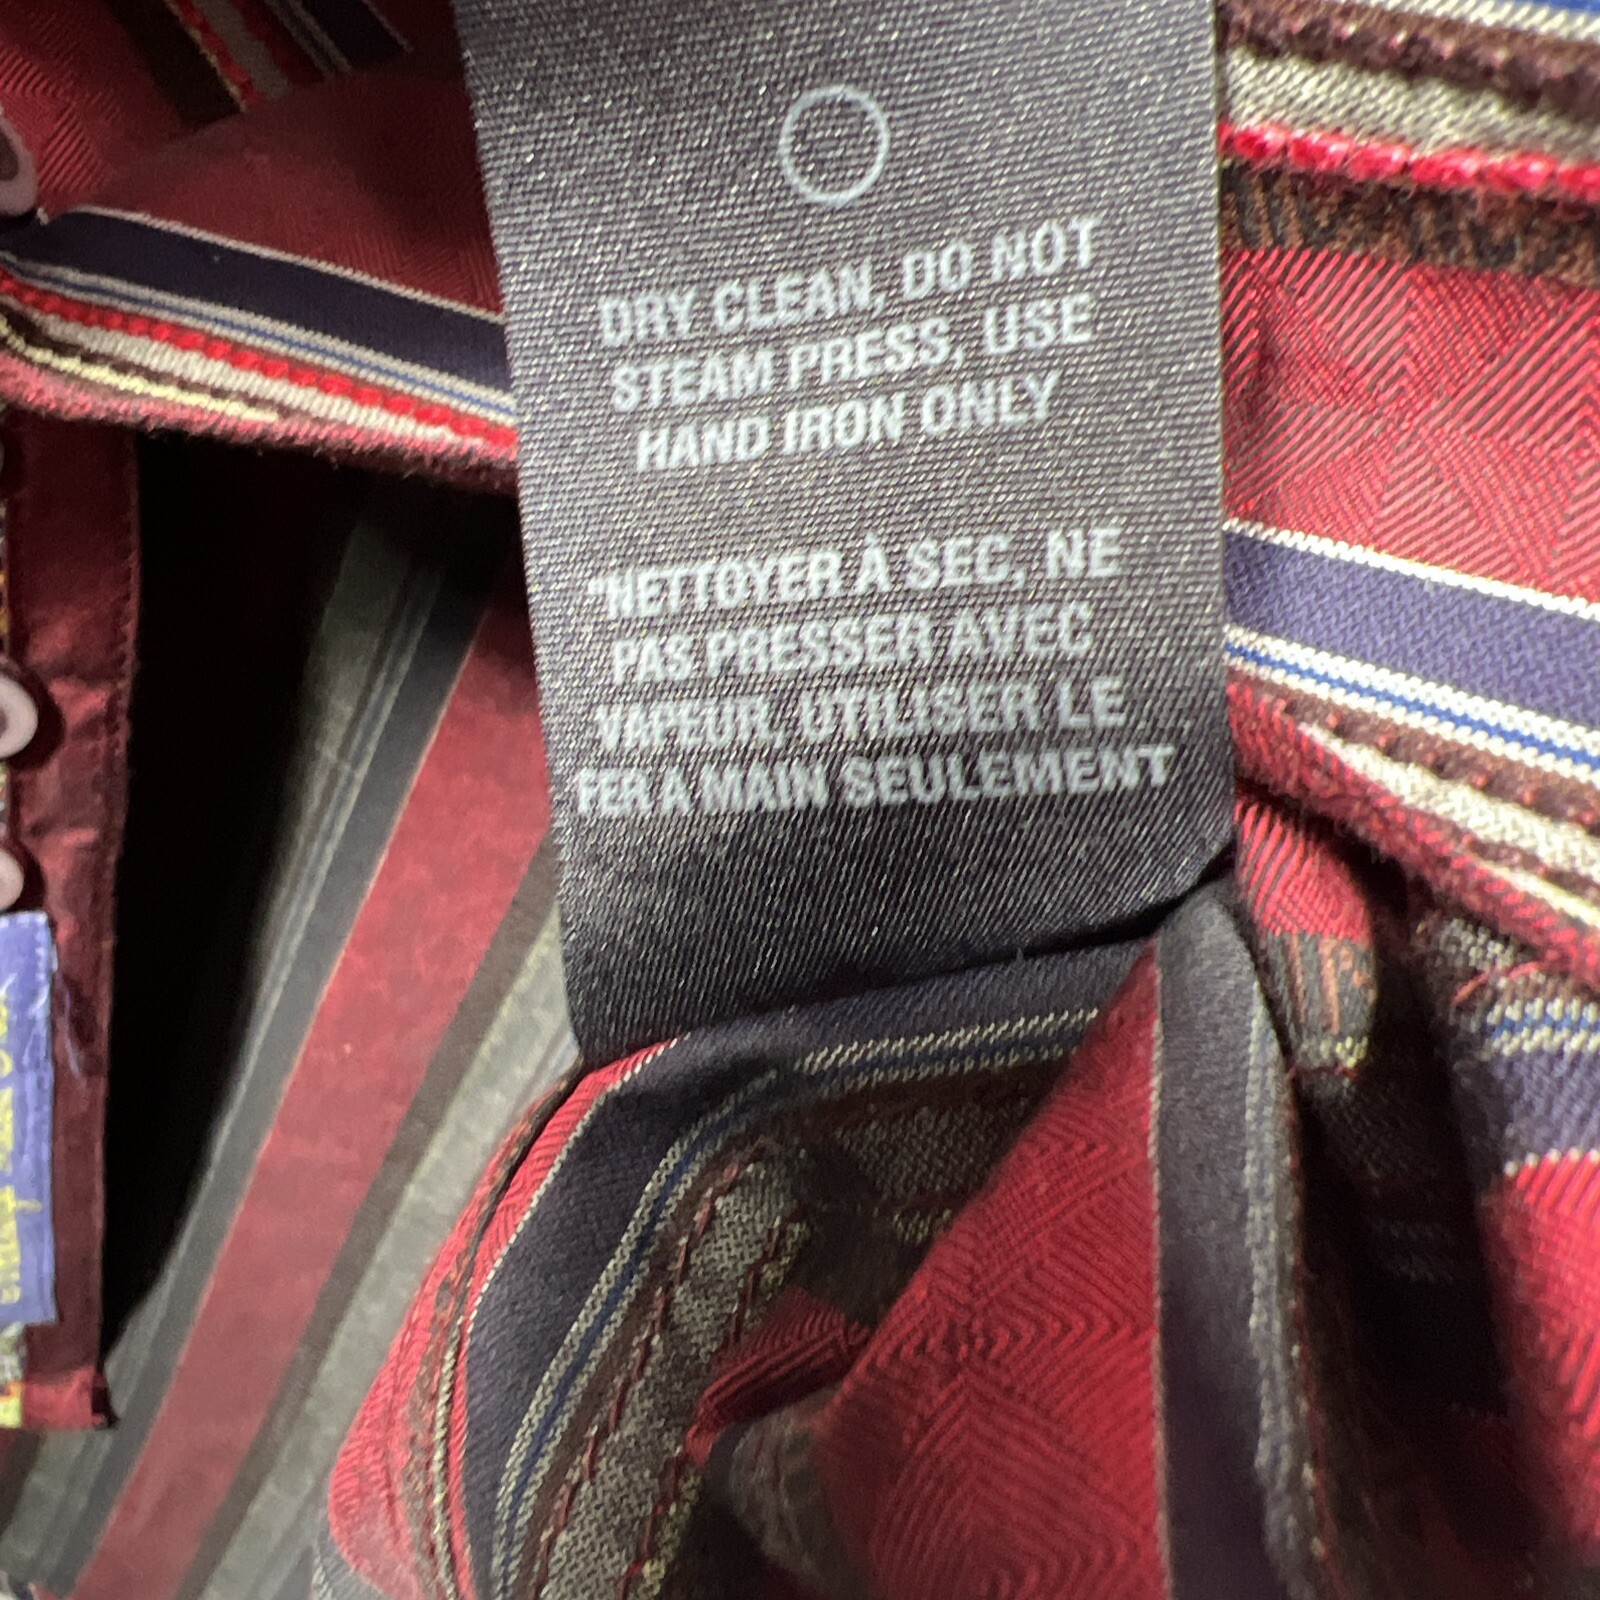 DRY CLEAN, DO NOT
STEAM PRESS, USE
HAND IRON ONLY
"NETTOYER À SEC, NE
PAS PRESSER AVEC
VAPEUR, UTILISER LE
FER A MAIN SEULEMENT